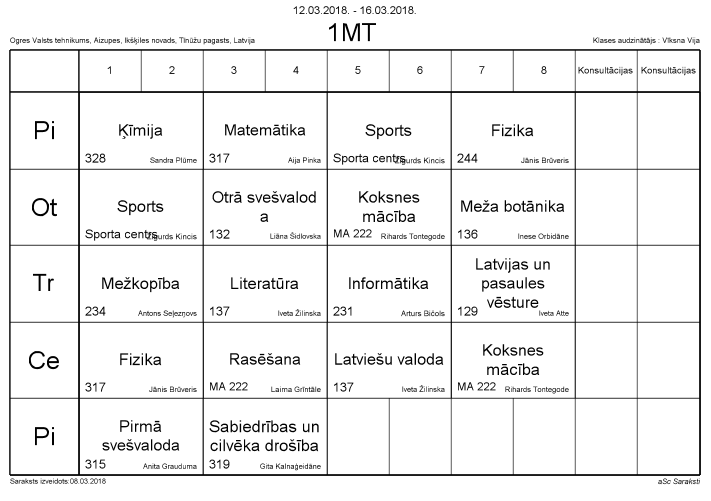 12.03.2018. - 16.03.2018.
1MT
Ogres Valsts tehnikums, Aizupes, Ikšķiles novads, Tīnūžu pagasts, Latvija
Klases audzinātājs : Vīksna Vija
1 2 3 4 5 6 7 8 Konsultācijas Konsultācijas
Pi
Ķīmija
328 Sandra Plūme
Matemātika
317 Aija Pinka
Sports
Sporta centrs Zigurds Kincis
Fizika
244 Jānis Brūveris
Ot
Sports
Sporta centrs Zigurds Kincis
Otrā svešvalod
a
132 Liāna Šidlovska
Koksnes
mācība
MA 222 Rihards Tontegode
Meža botānika
136 Inese Orbidāne
Tr
Mežkopība
234 Antons Seļezņovs
Literatūra
137 Iveta Žilinska
Informātika
231 Arturs Bičols
Latvijas un
pasaules
vēsture
129 Iveta Atte
Ce
Fizika
317 Jānis Brūveris
Rasēšana
MA 222 Laima Grīntāle
Latviešu valoda
137 Iveta Žilinska
Koksnes
mācība
MA 222 Rihards Tontegode
Pi
Pirmā
svešvaloda
315 Anita Grauduma
Sabiedrības un
cilvēka drošība
319 Gita Kalnaģeidāne
Saraksts izveidots:08.03.2018
aSc Saraksti